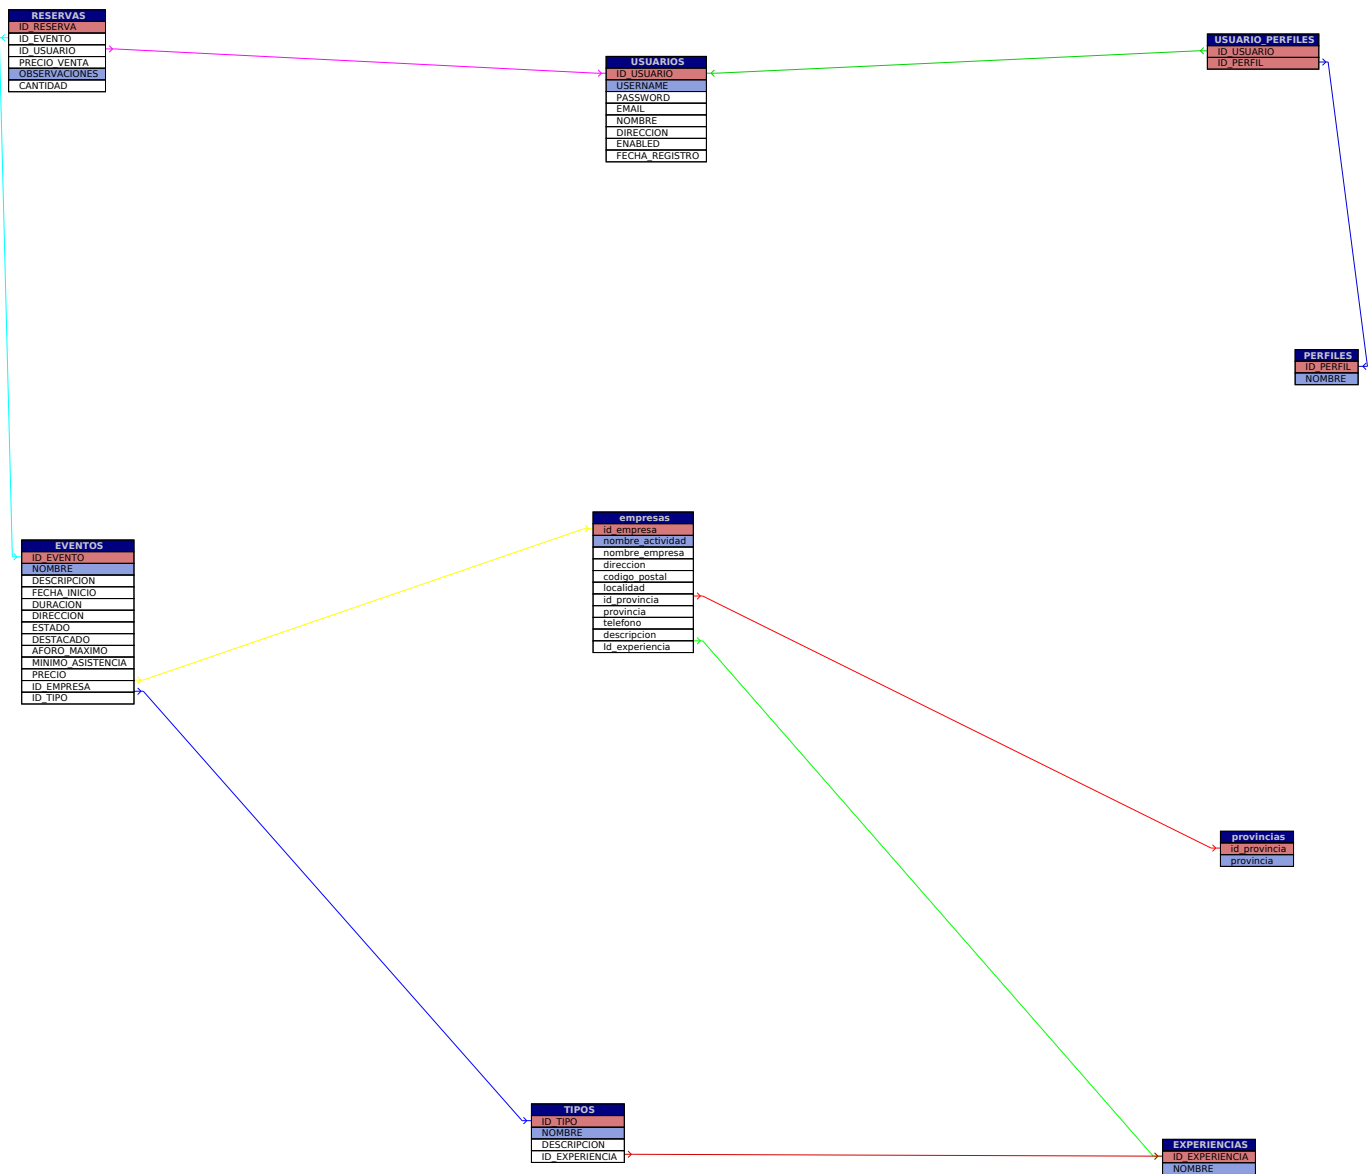 RESERVAS
ID_RESERVA
ID_EVENTO
ID_USUARIO
PRECIO_VENTA
OBSERVACIONES
CANTIDAD
USUARIOS
ID_USUARIO
USERNAME
PASSWORD
EMAIL
NOMBRE
DIRECCION
ENABLED
FECHA_REGISTRO
USUARIO_PERFILES
ID_USUARIO
ID_PERFIL
PERFILES
ID_PERFIL
NOMBRE
EVENTOS
ID_EVENTO
NOMBRE
DESCRIPCION
FECHA_INICIO
DURACION
DIRECCION
ESTADO
DESTACADO
AFORO_MAXIMO
MINIMO_ASISTENCIA
PRECIO
ID_EMPRESA
ID_TIPO
empresas
id_empresa
nombre_actividad
nombre_empresa
direccion
codigo_postal
localidad
id_provincia
provincia
telefono
descripcion
Id_experiencia
provincias
id_provincia
provincia
TIPOS
ID_TIPO
NOMBRE
DESCRIPCION
ID_EXPERIENCIA
EXPERIENCIAS
ID_EXPERIENCIA
NOMBRE